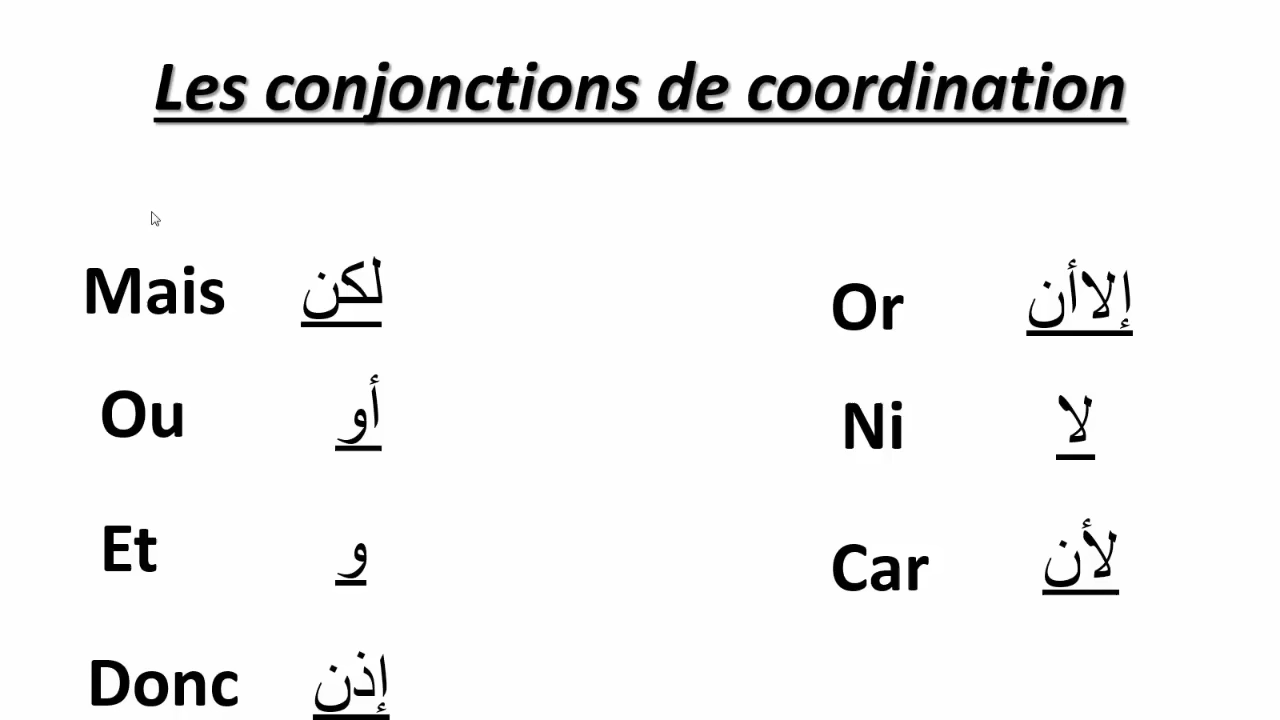 Les conjonctions de coordination
Mais لكن
Ou أو
Et و
Donc إذن
Or إلاأن
Ni لا
Car لأن